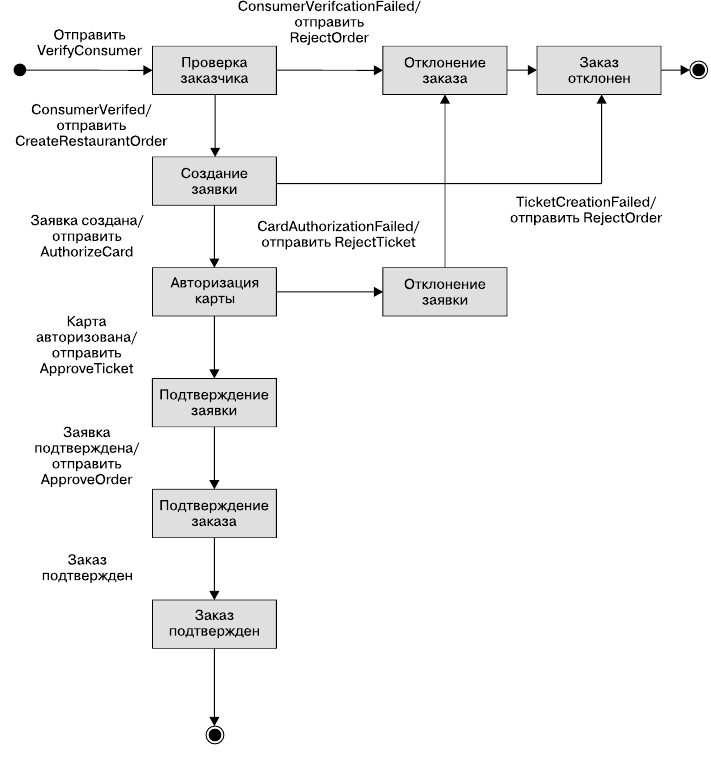 ConsumerVerifcationFailed/
отправить
RejectOrder
Отправить
VerifyConsumer
Проверка
заказчика
Отклонение
заказа
Заказ
отклонен
ConsumerVerifed/
отправить
CreateRestaurantOrder
Создание
заявки
TicketCreationFailed/
отправить RejectOrder
Заявка создана/
отправить
AuthorizeCard
CardAuthorizationFailed/
отправить RejectTicket
Авторизация
карты
Отклонение
заявки
Карта
авторизована/
отправить
ApproveTicket
Подтверждение
заявки
Заявка
подтверждена/
отправить
ApproveOrder
Подтверждение
заказа
Заказ
подтвержден
Заказ
подтвержден